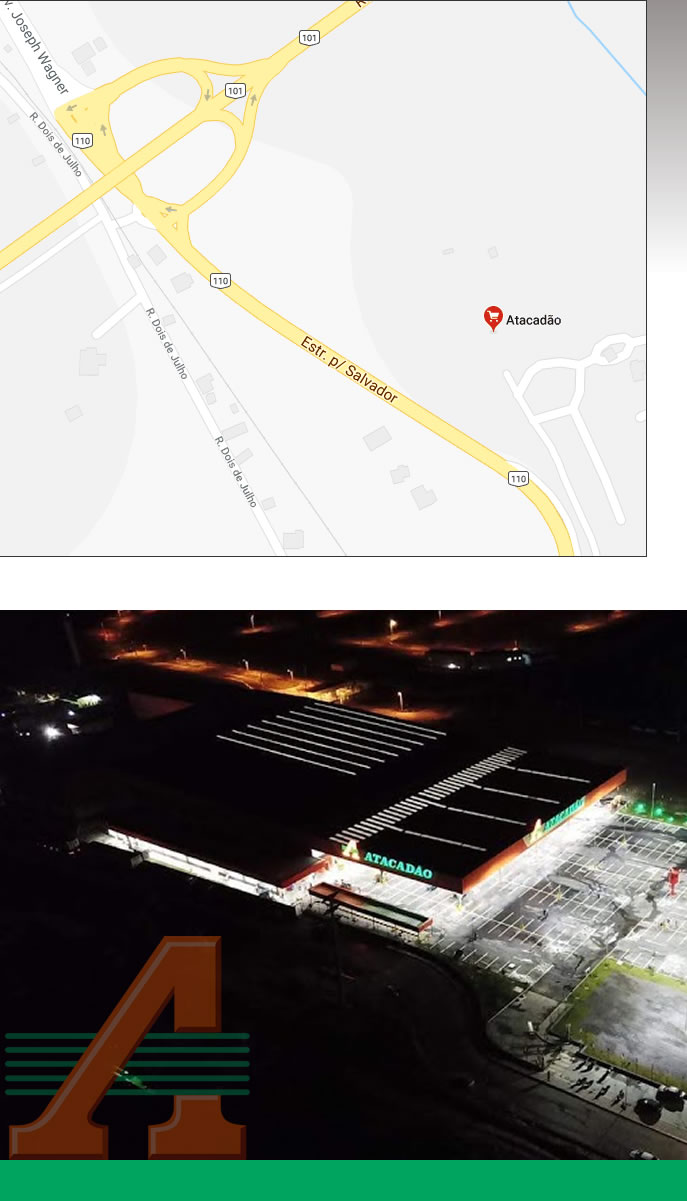 v. Joseph Wagner
101
R
101
R. Dois de Julho
110
110
Atacadão
R. Dois de Julho
Estr. p/ Salvador
R. Dois de Julho
110
ATACADÃO
ATACADÃO
A